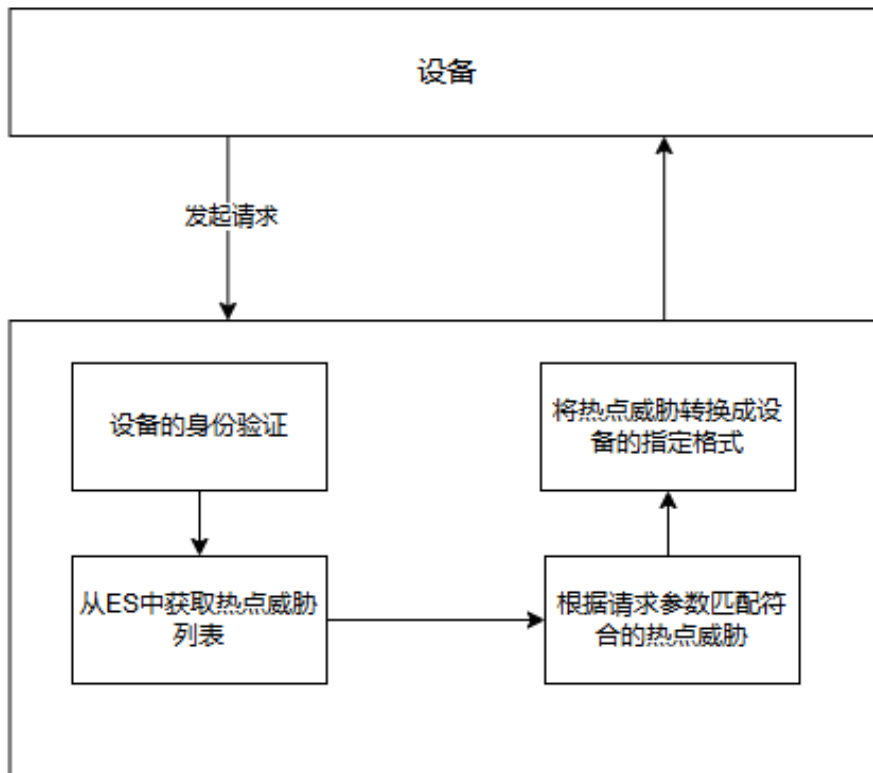 设备
发起请求
设备的身份验证
从ES中获取热点威胁
列表
根据请求参数匹配符
合的热点威胁
将热点威胁转换成设
备的指定格式